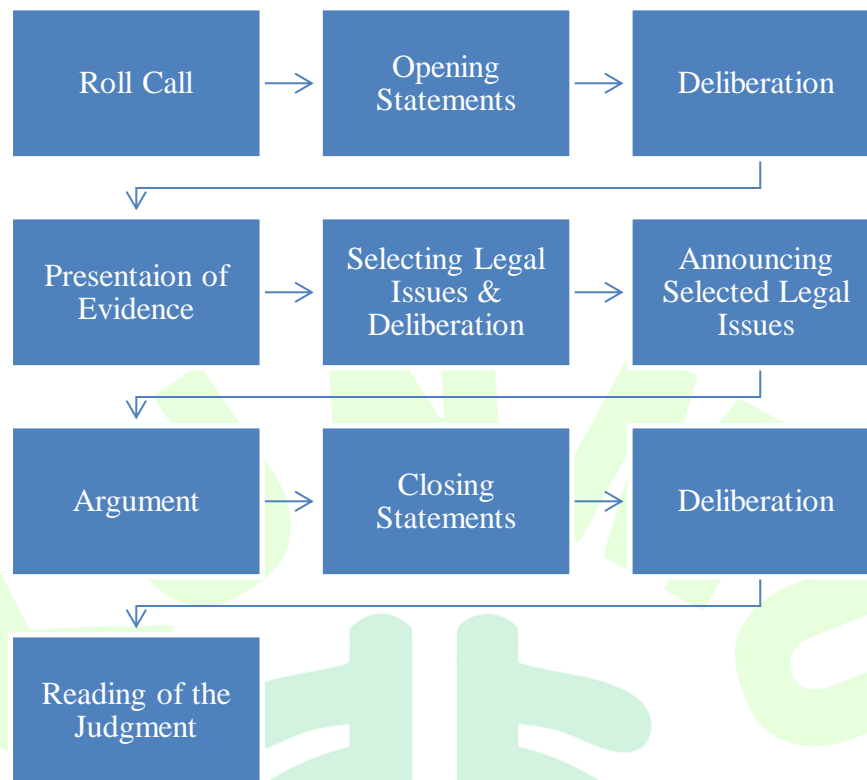 Roll Call
Opening
Statements
Deliberation
Presentaion of
Evidence
Selecting Legal
Issues &
Deliberation
Announcing
Selected Legal
Issues
Argument
Closing
Statements
Deliberation
Reading of the
Judgment